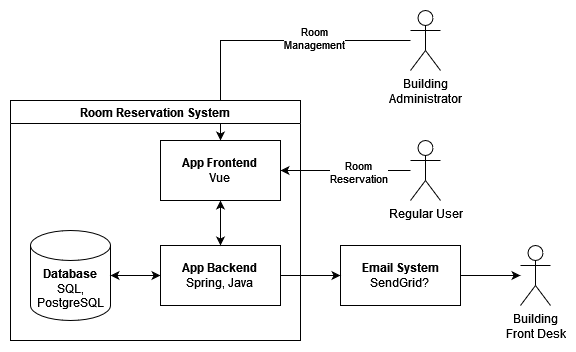 Room
Management
Building
Administrator
Room Reservation System
App Frontend
Vue
Room
Reservation
Regular User
Database
SQL,
PostgreSQL
App Backend
Spring, Java
Email System
SendGrid?
Building
Front Desk